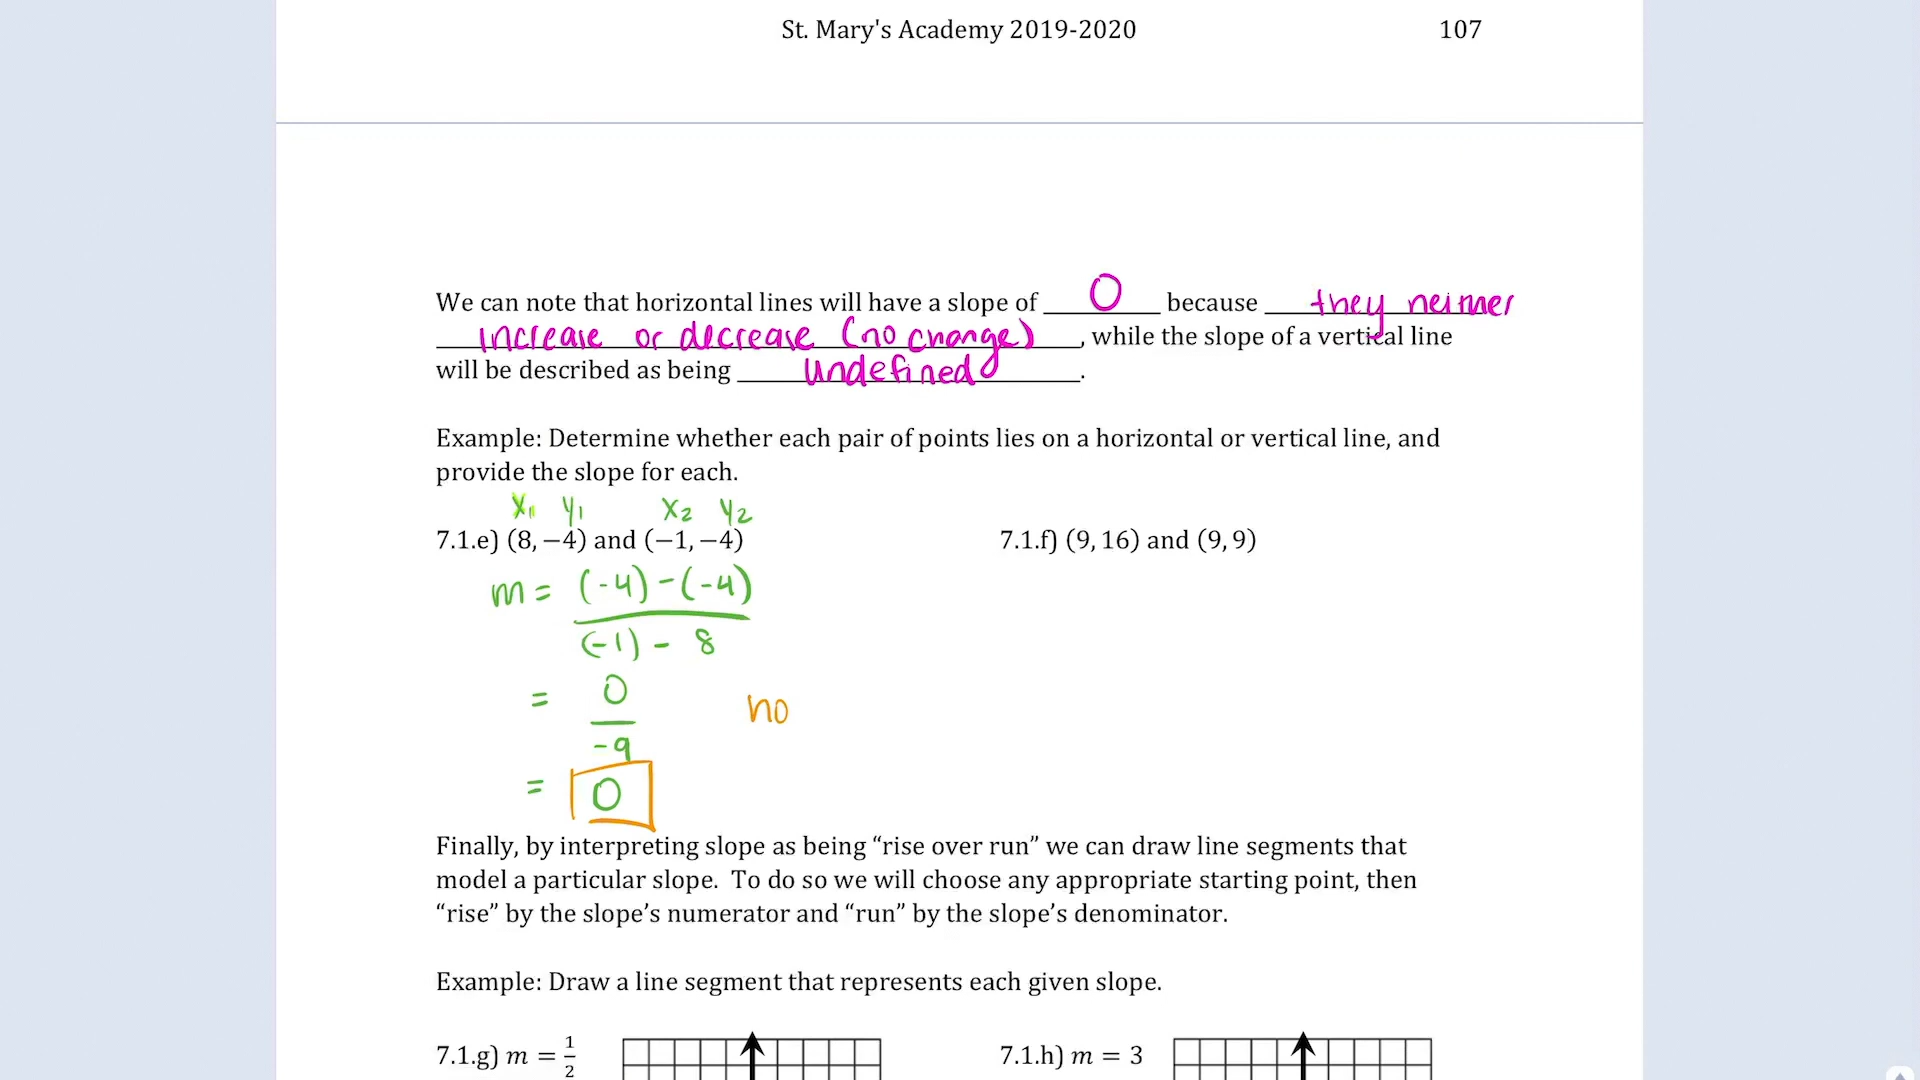 St. Mary's Academy 2019-2020 107
We can note that horizontal lines will have a slope of 0 because they neither
increase or decrease (no change), while the slope of a vertical line
will be described as being undefined.
Example: Determine whether each pair of points lies on a horizontal or vertical line, and
provide the slope for each.
x₁ y₁ x₂ y₂
7.1.e) (8, −4) and (−1, −4) 7.1.f) (9, 16) and (9, 9)
m = (-4) - (-4)
(-1) - 8
= 0 no
-9
= 0
Finally, by interpreting slope as being “rise over run” we can draw line segments that
model a particular slope. To do so we will choose any appropriate starting point, then
“rise” by the slope’s numerator and “run” by the slope’s denominator.
Example: Draw a line segment that represents each given slope.
7.1.g) m = 1/2 7.1.h) m = 3